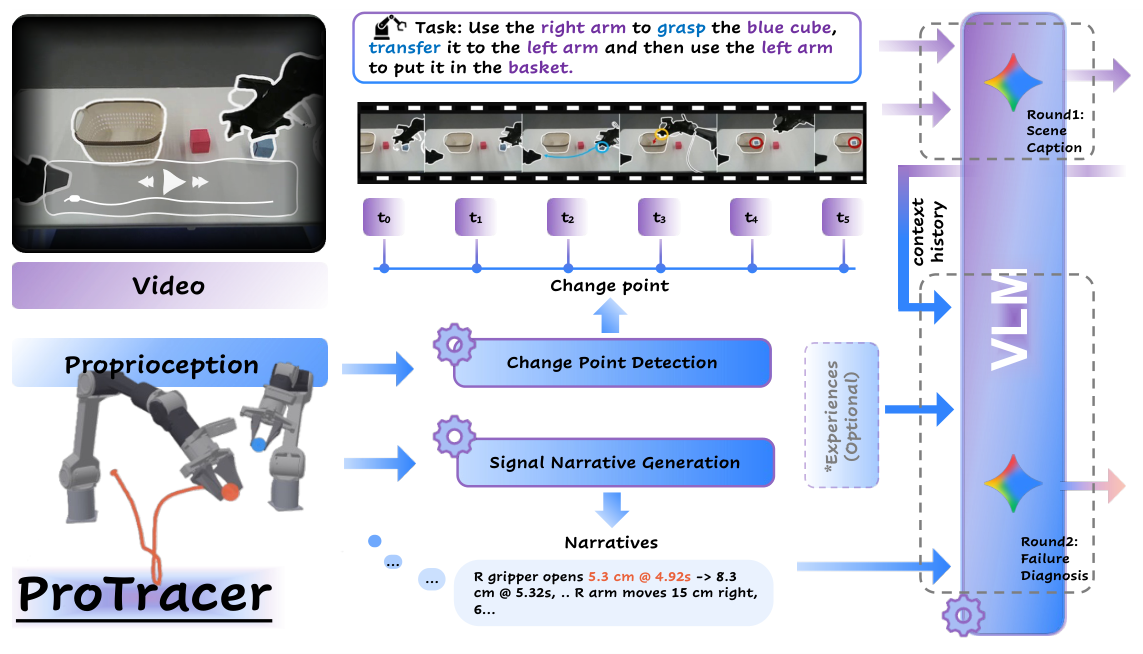 Task: Use the right arm to grasp the blue cube,
transfer it to the left arm and then use the left arm
to put it in the basket.
t₀ t₁ t₂ t₃ t₄ t₅
Change point
Video
Proprioception
Change Point Detection
Signal Narrative Generation
Narratives
...
...
R gripper opens 5.3 cm @ 4.92s -> 8.3
cm @ 5.32s, .. R arm moves 15 cm right,
6...
ProTracer
*Experiences
(Optional)
context
history
VLM
Round1:
Scene
Caption
Round2:
Failure
Diagnosis